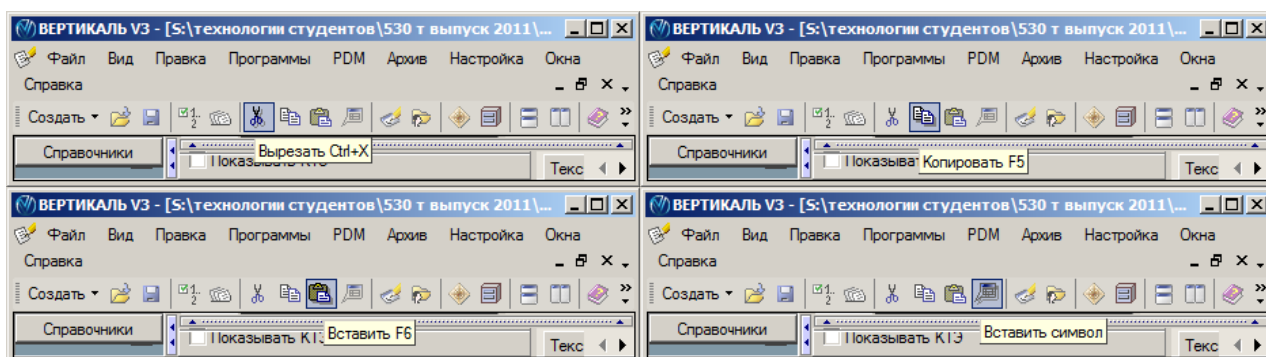 ВЕРТИКАЛЬ V3 - [S:\технологии студентов\530 т выпуск 2011\...
Файл Вид Правка Программы PDM Архив Настройка Окна
Справка
Создать
Справочники
Вырезать Ctrl+X
Показывать КТЭ
Текс
ВЕРТИКАЛЬ V3 - [S:\технологии студентов\530 т выпуск 2011\...
Файл Вид Правка Программы PDM Архив Настройка Окна
Справка
Создать
Справочники
Показыват
Копировать F5
Текс
ВЕРТИКАЛЬ V3 - [S:\технологии студентов\530 т выпуск 2011\...
Файл Вид Правка Программы PDM Архив Настройка Окна
Справка
Создать
Справочники
Показывать КТЭ
Вставить F6
Текс
ВЕРТИКАЛЬ V3 - [S:\технологии студентов\530 т выпуск 2011\...
Файл Вид Правка Программы PDM Архив Настройка Окна
Справка
Создать
Справочники
Показывать КТЭ
Вставить символ
Текс